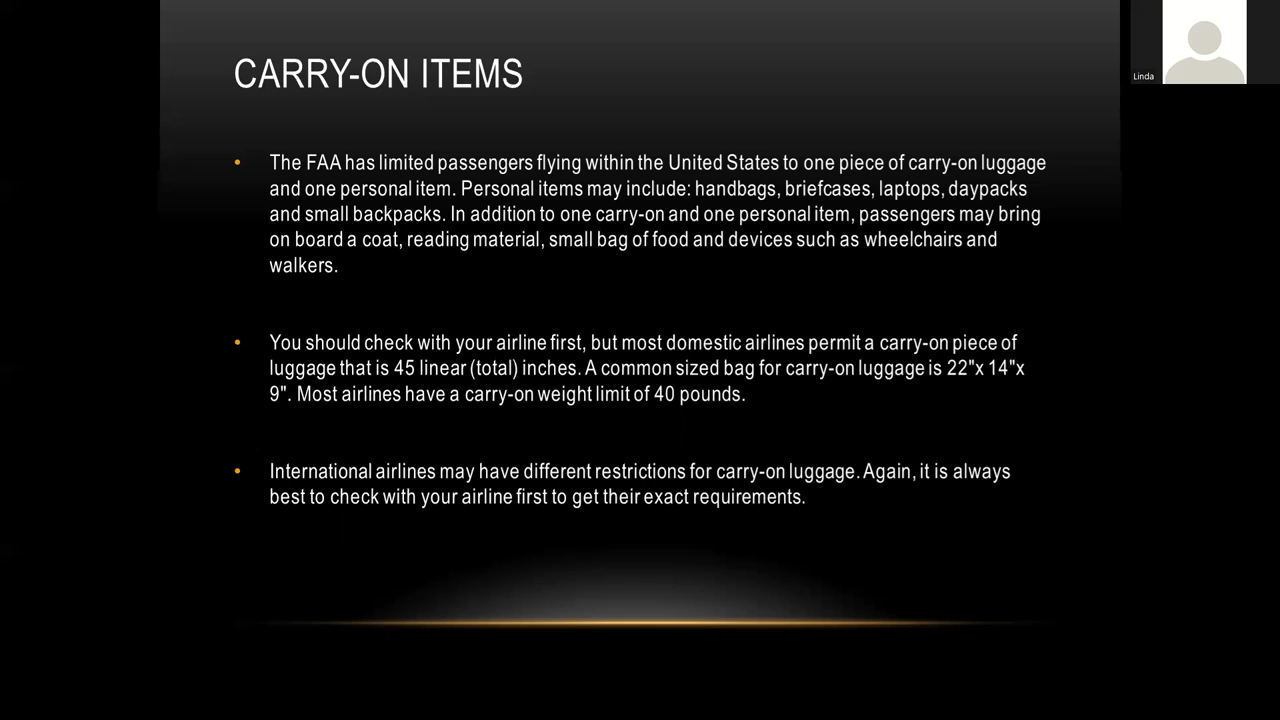 CARRY-ON ITEMS
• The FAA has limited passengers flying within the United States to one piece of carry-on luggage
and one personal item. Personal items may include: handbags, briefcases, laptops, daypacks
and small backpacks. In addition to one carry-on and one personal item, passengers may bring
on board a coat, reading material, small bag of food and devices such as wheelchairs and
walkers.
• You should check with your airline first, but most domestic airlines permit a carry-on piece of
luggage that is 45 linear (total) inches. A common sized bag for carry-on luggage is 22"x 14"x
9". Most airlines have a carry-on weight limit of 40 pounds.
• International airlines may have different restrictions for carry-on luggage. Again, it is always
best to check with your airline first to get their exact requirements.
Linda